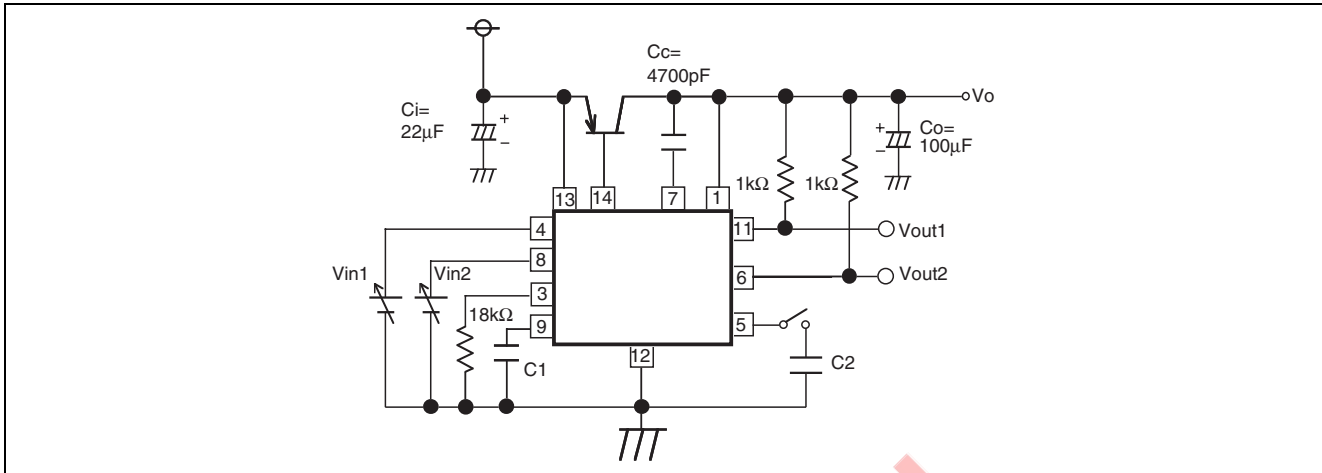 Cc=
4700pF
Vo
Ci=
22μF
+
−
+
−
Co=
100μF
1kΩ
1kΩ
13
14
7
1
4
11
Vout1
8
6
Vout2
Vin1
Vin2
3
18kΩ
9
5
C1
12
C2